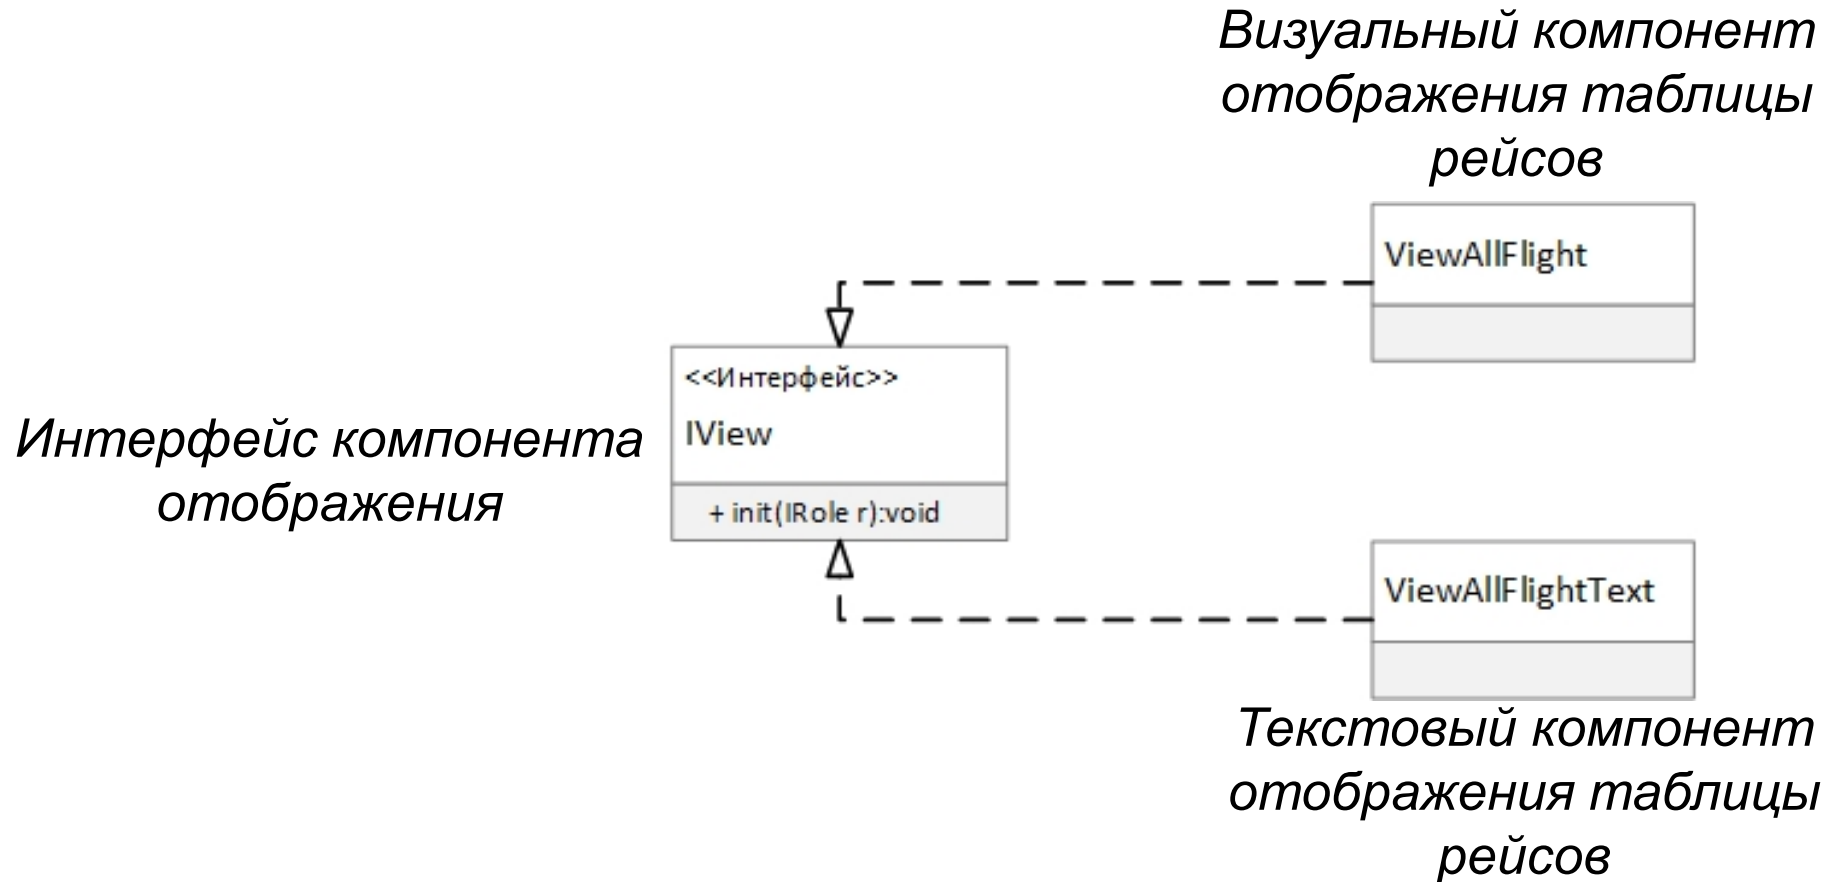 Визуальный компонент
отображения таблицы
рейсов
ViewAllFlight
<<Интерфейс>>
IView
+ init(IRole r):void
Интерфейс компонента
отображения
ViewAllFlightText
Текстовый компонент
отображения таблицы
рейсов